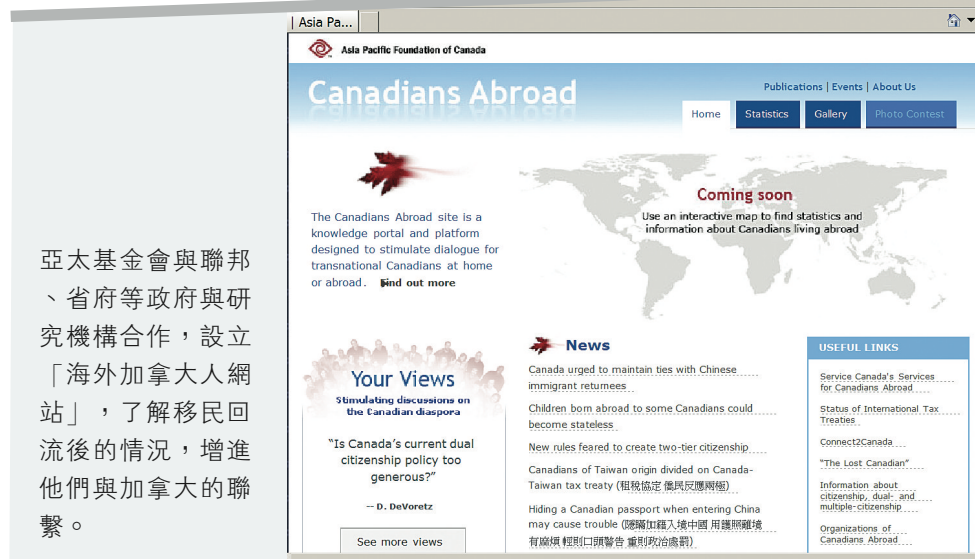 亞太基金會與聯邦
、省府等政府與研
究機構合作，設立
「海外加拿大人網
站」，了解移民回
流後的情況，增進
他們與加拿大的聯
繫。
Asia Pa...
Asia Pacific Foundation of Canada
Canadians Abroad
Publications | Events | About Us
Home Statistics Gallery Photo Contest
The Canadians Abroad site is a
knowledge portal and platform
designed to stimulate dialogue for
transnational Canadians at home
or abroad. Find out more
Coming soon
Use an interactive map to find statistics and
information about Canadians living abroad
Your Views
Stimulating discussions on
the Canadian diaspora
“Is Canada’s current dual
citizenship policy too
generous?”
-- D. DeVoretz
See more views
News
Canada urged to maintain ties with Chinese
immigrant returnees
Children born abroad to some Canadians could
become stateless
New rules feared to create two-tier citizenship
Canadians of Taiwan origin divided on Canada-
Taiwan tax treaty (租稅協定 僑民反應兩極)
Hiding a Canadian passport when entering China
may cause trouble (隱瞞加籍入境中國 用護照離境
有麻煩 輕則口頭警告 重則政治處罰)
USEFUL LINKS
Service Canada's Services
for Canadians Abroad
Status of International Tax
Treaties
Connect2Canada
"The Lost Canadian"
Information about
citizenship, dual- and
multiple-citizenship
Organizations of
Canadians Abroad